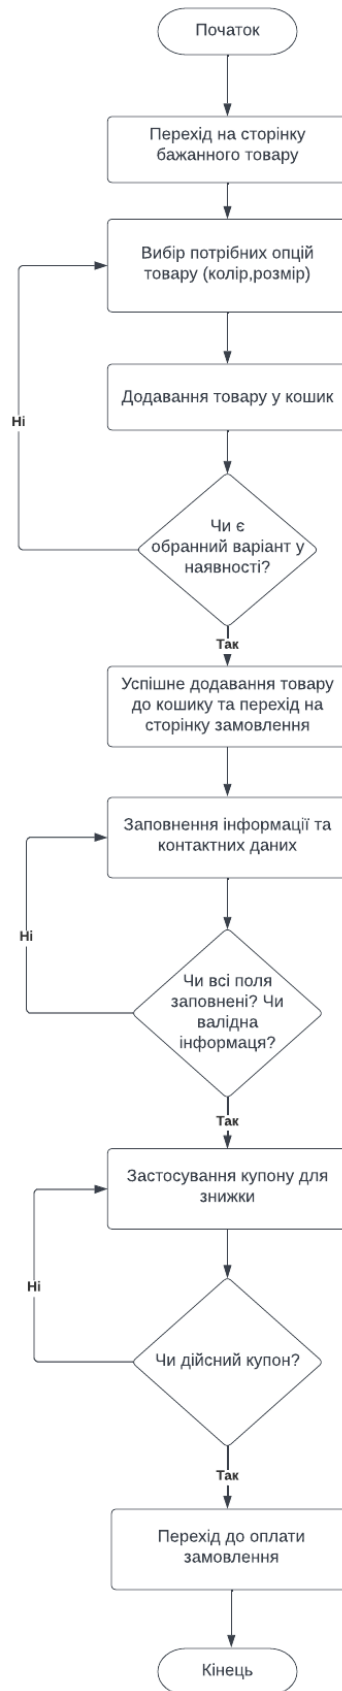 Початок
Перехід на сторінку
бажанного товару
Вибір потрібних опцій
товару (колір,розмір)
Ні
Додавання товару у кошик
Чи є
обранний варіант у
наявності?
Так
Успішне додавання товару
до кошику та перехід на
сторінку замовлення
Заповнення інформації та
контактних даних
Ні
Чи всі поля
заповнені? Чи
валідна
інформаця?
Так
Застосування купону для
знижки
Ні
Чи дійсний купон?
Так
Перехід до оплати
замовлення
Кінець